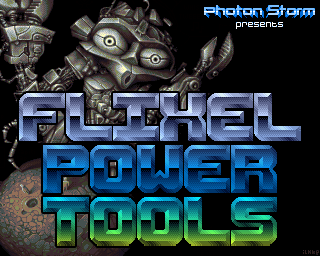 Photon Storm
presents
FLIXEL
POWER
TOOLS